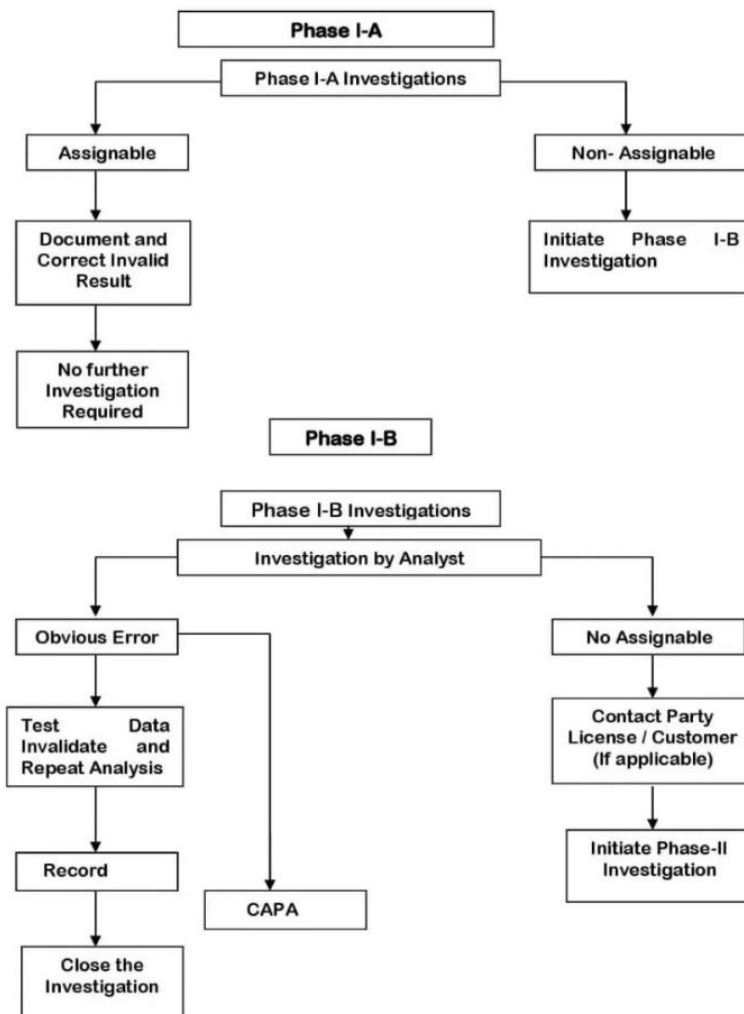 Phase I-A
Phase I-A Investigations
Assignable
Non- Assignable
Document and
Correct Invalid
Result
Initiate Phase I-B
Investigation
No further
Investigation
Required
Phase I-B
Phase I-B Investigations
Investigation by Analyst
Obvious Error
No Assignable
Test Data
Invalidate and
Repeat Analysis
Contact Party
License / Customer
(If applicable)
Record
Initiate Phase-II
Investigation
CAPA
Close the
Investigation